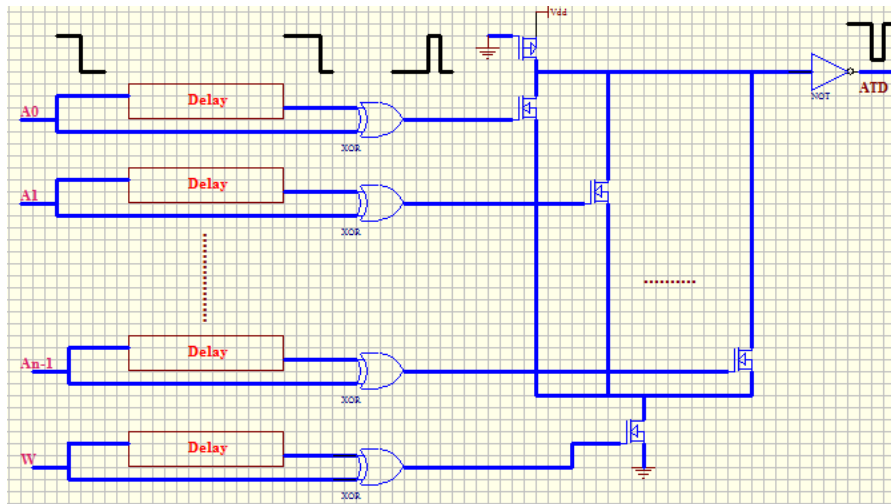 Vdd
Delay
A0
XOR
NOT
ATD
A1
Delay
XOR
An-1
Delay
XOR
W
Delay
XOR